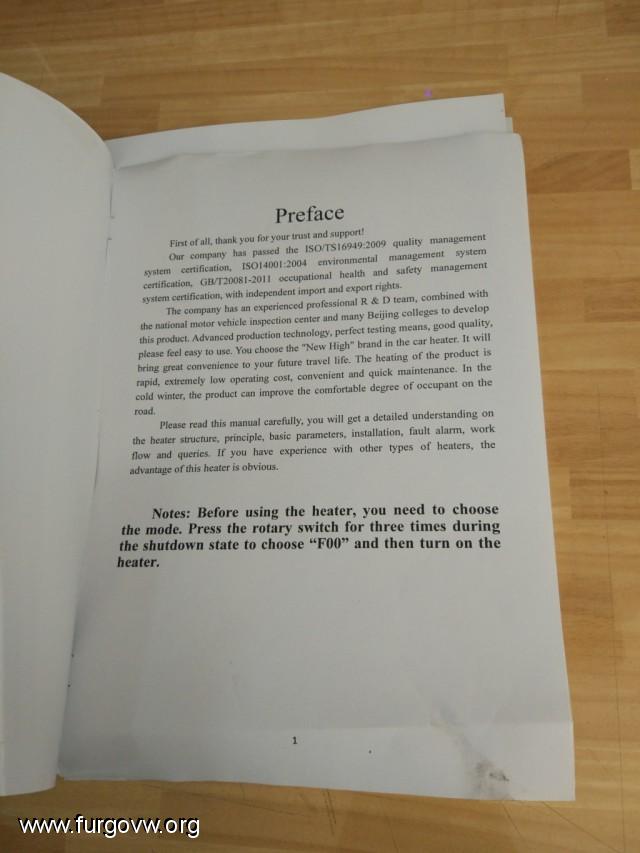 Preface
First of all, thank you for your trust and support!
Our company has passed the ISO/TS16949:2009 quality management
system certification, ISO14001:2004 environmental management system
certification, GB/T20081-2011 occupational health and safety management
system certification, with independent import and export rights.
The company has an experienced professional R & D team, combined with
the national motor vehicle inspection center and many Beijing colleges to develop
this product. Advanced production technology, perfect testing means, good quality,
please feel easy to use. You choose the "New High" brand in the car heater. It will
bring great convenience to your future travel life. The heating of the product is
rapid, extremely low operating cost, convenient and quick maintenance. In the
cold winter, the product can improve the comfortable degree of occupant on the
road.
Please read this manual carefully, you will get a detailed understanding on
the heater structure, principle, basic parameters, installation, fault alarm, work
flow and queries. If you have experience with other types of heaters, the
advantage of this heater is obvious.
Notes: Before using the heater, you need to choose
the mode. Press the rotary switch for three times during
the shutdown state to choose “F00” and then turn on the
heater.
1
www.furgovw.org